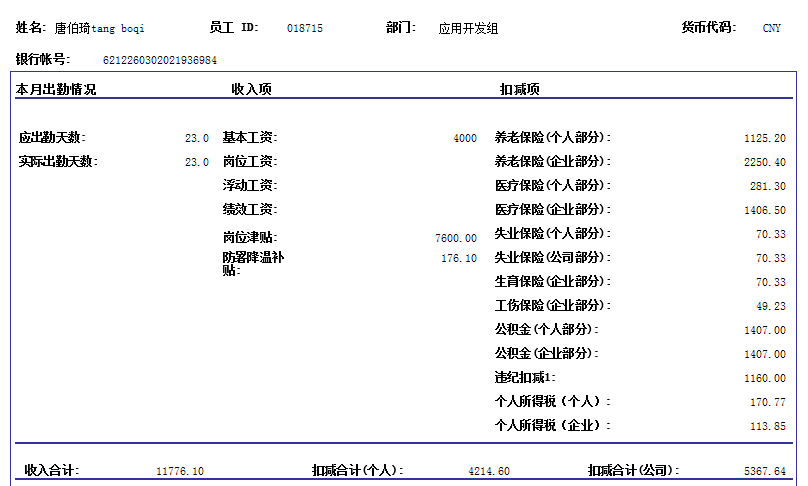 姓名: 唐伯琦tang boqi 员工 ID: 018715 部门: 应用开发组 货币代码: CNY
银行帐号: 6212260302021936984
本月出勤情况 收入项 扣减项
应出勤天数: 23.0 基本工资: 4000 养老保险(个人部分): 1125.20
实际出勤天数: 23.0 岗位工资: 养老保险(企业部分): 2250.40
浮动工资: 医疗保险(个人部分): 281.30
绩效工资: 医疗保险(企业部分): 1406.50
岗位津贴: 7600.00 失业保险(个人部分): 70.33
防署降温补贴: 176.10 失业保险(公司部分): 70.33
生育保险(企业部分): 70.33
工伤保险(企业部分): 49.23
公积金(个人部分): 1407.00
公积金(企业部分): 1407.00
违纪扣减1: 1160.00
个人所得税（个人）: 170.77
个人所得税（企业）: 113.85
收入合计: 11776.10 扣减合计(个人): 4214.60 扣减合计(公司): 5367.64